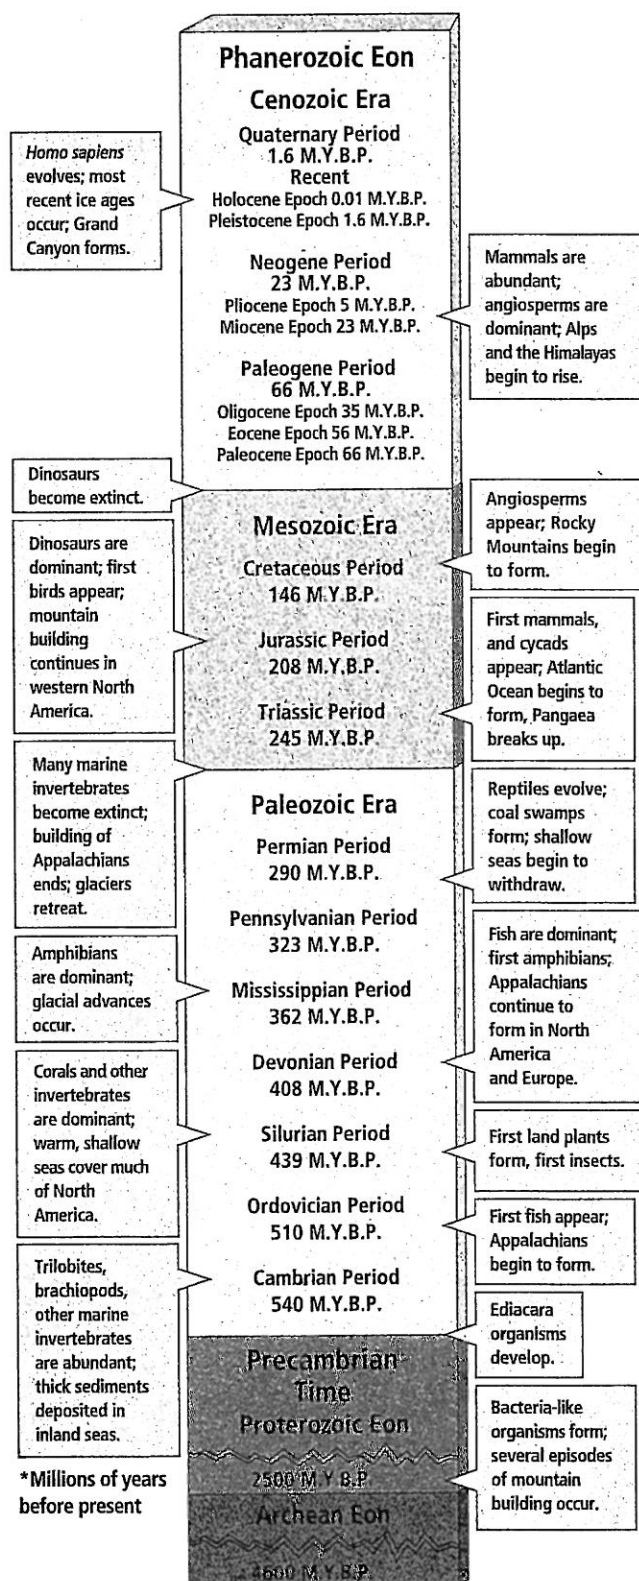 Phanerozoic Eon
Cenozoic Era
Quaternary Period
1.6 M.Y.B.P.
Recent
Holocene Epoch 0.01 M.Y.B.P.
Pleistocene Epoch 1.6 M.Y.B.P.
Homo sapiens
evolves; most
recent ice ages
occur; Grand
Canyon forms.
Neogene Period
23 M.Y.B.P.
Pliocene Epoch 5 M.Y.B.P.
Miocene Epoch 23 M.Y.B.P.
Mammals are
abundant;
angiosperms are
dominant; Alps
and the Himalayas
begin to rise.
Paleogene Period
66 M.Y.B.P.
Oligocene Epoch 35 M.Y.B.P.
Eocene Epoch 56 M.Y.B.P.
Paleocene Epoch 66 M.Y.B.P.
Dinosaurs
become extinct.
Mesozoic Era
Cretaceous Period
146 M.Y.B.P.
Angiosperms
appear; Rocky
Mountains begin
to form.
Dinosaurs are
dominant; first
birds appear;
mountain
building
continues in
western North
America.
Jurassic Period
208 M.Y.B.P.
Triassic Period
245 M.Y.B.P.
First mammals,
and cycads
appear; Atlantic
Ocean begins to
form, Pangaea
breaks up.
Many marine
invertebrates
become extinct;
building of
Appalachians
ends; glaciers
retreat.
Paleozoic Era
Permian Period
290 M.Y.B.P.
Reptiles evolve;
coal swamps
form; shallow
seas begin to
withdraw.
Pennsylvanian Period
323 M.Y.B.P.
Amphibians
are dominant;
glacial advances
occur.
Mississippian Period
362 M.Y.B.P.
Fish are dominant;
first amphibians;
Appalachians
continue to
form in North
America
and Europe.
Devonian Period
408 M.Y.B.P.
Corals and other
invertebrates
are dominant;
warm, shallow
seas cover much
of North
America.
Silurian Period
439 M.Y.B.P.
First land plants
form, first insects.
Ordovician Period
510 M.Y.B.P.
First fish appear;
Appalachians
begin to form.
Cambrian Period
540 M.Y.B.P.
Trilobites,
brachiopods,
other marine
invertebrates
are abundant;
thick sediments
deposited in
inland seas.
Ediacara
organisms
develop.
Precambrian
Time
Proterozoic Eon
2500 M.Y.B.P.
Bacteria-like
organisms form;
several episodes
of mountain
building occur.
Archean Eon
4600 M.Y.B.P.
*Millions of years
before present